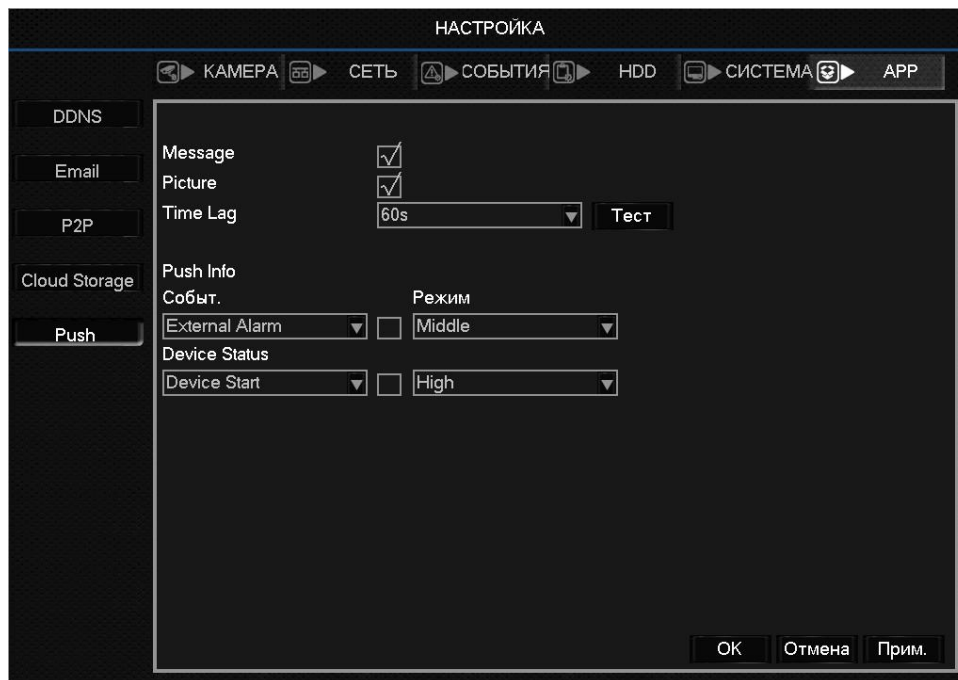 НАСТРОЙКА
КАМЕРА СЕТЬ СОБЫТИЯ HDD СИСТЕМА APP
DDNS
Email
P2P
Cloud Storage
Push
Message
Picture
Time Lag 60s Тест
Push Info
Событ. Режим
External Alarm Middle
Device Status
Device Start High
OK Отмена Прим.